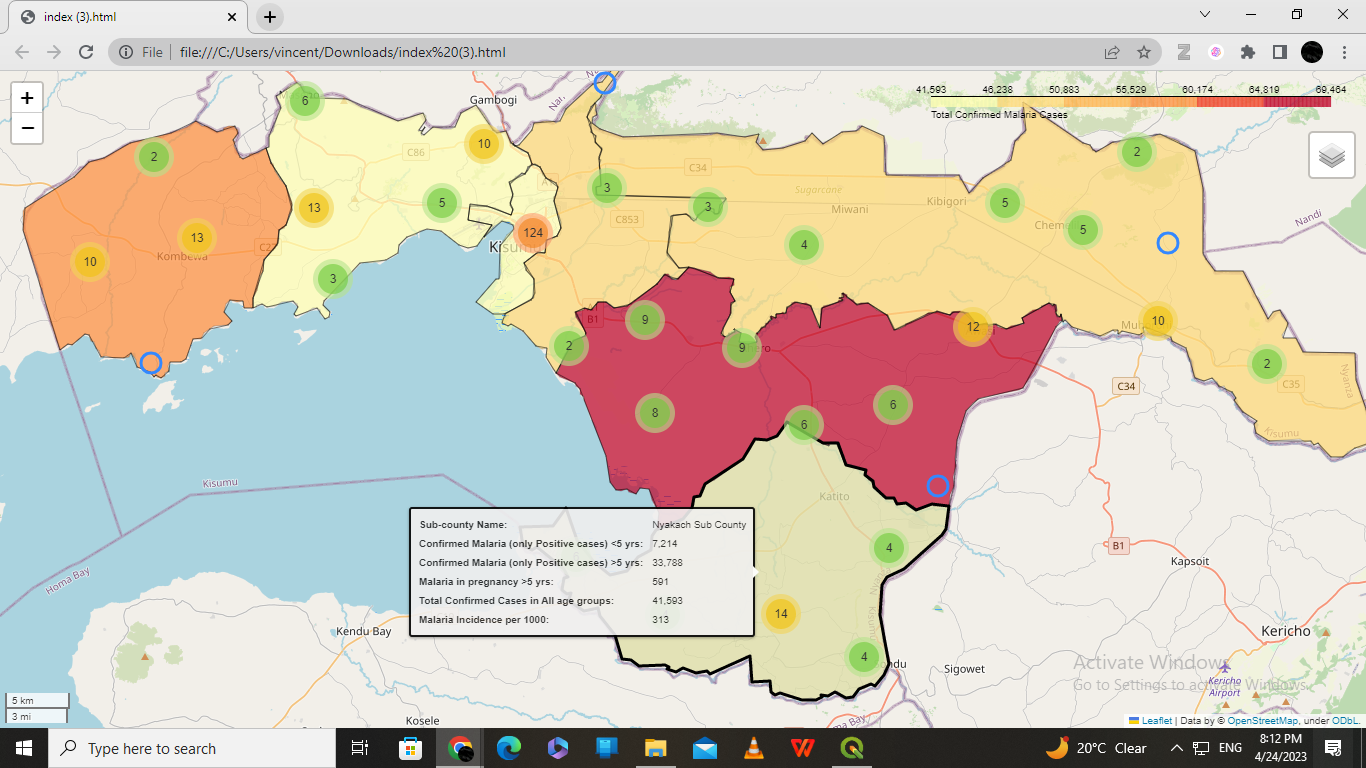 index (3).html
File
file:///C:/Users/vincent/Downloads/index%20(3).html
+
−
41,593 46,238 50,883 55,529 60,174 64,819 69,464
Total Confirmed Malaria Cases
6
Gambogi
10
C86
2
13
5
13
10
Kombewa
3
124
3
C34
3
Sugarcane
Miwani
C853
4
Kibigori
5
2
5
Nandi
B1
9
2
9
12
10
2
C34
C35
Nyanza
Kisumu
8
6
6
Kisumu
Katito
Homa Bay
Sub-county Name: Nyakach Sub County
Confirmed Malaria (only Positive cases) <5 yrs: 7,214
Confirmed Malaria (only Positive cases) >5 yrs: 33,788
Malaria in pregnancy >5 yrs: 591
Total Confirmed Cases in All age groups: 41,593
Malaria Incidence per 1000: 313
4
B1
Kapsoit
14
Kendu Bay
Kericho
4
Sigowet
Kericho
Airport
Activate Windows
Go to Settings to activate Windows.
5 km
3 mi
Kosele
Leaflet | Data by © OpenStreetMap, under ODbL.
Type here to search
20°C Clear
ENG
8:12 PM
4/24/2023